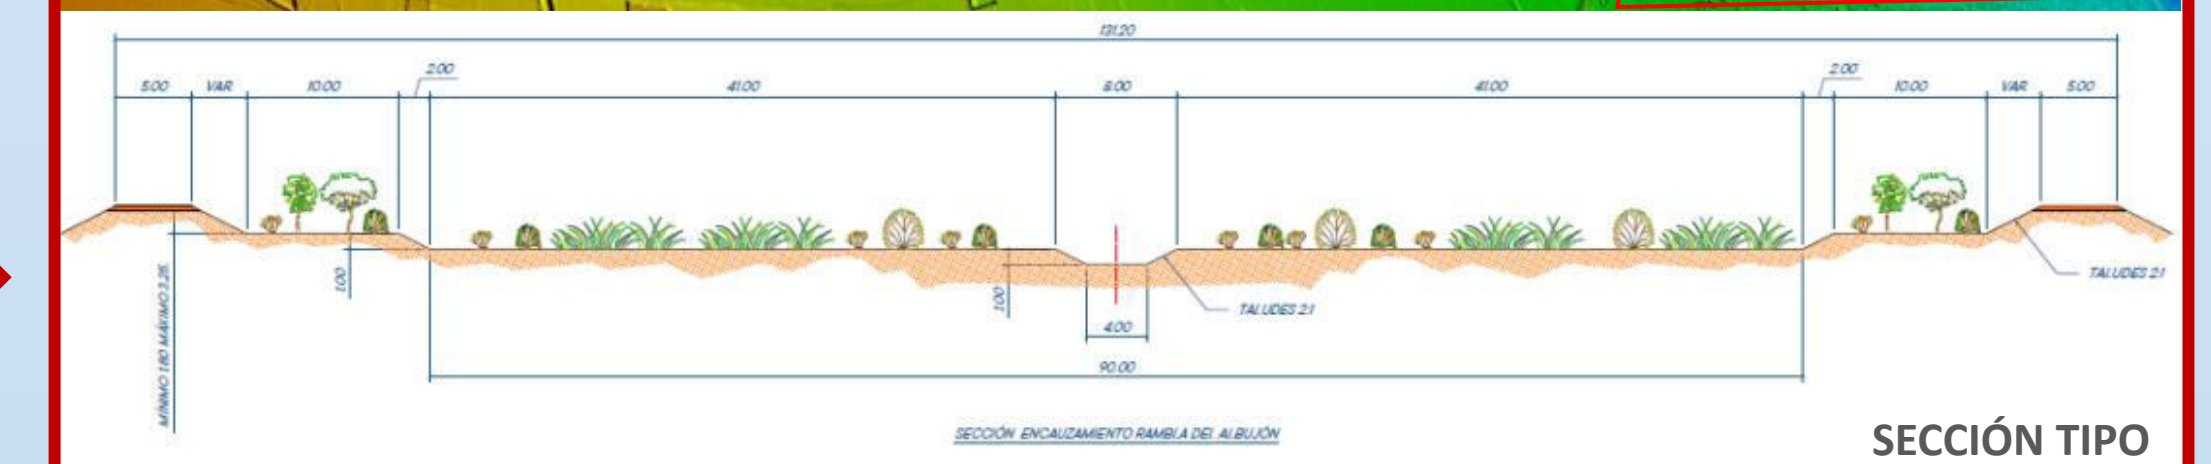 131.20
2.00 2.00
5.00 VAR 10.00 41.00 8.00 41.00 10.00 VAR 5.00
MÍNIMO 1.80 MÁXIMO 3.25
1.00
1.00
TALUDES 2:1
TALUDES 2:1
4.00
90.00
SECCIÓN ENCAUZAMIENTO RAMBLA DEL ALBUJÓN
SECCIÓN TIPO